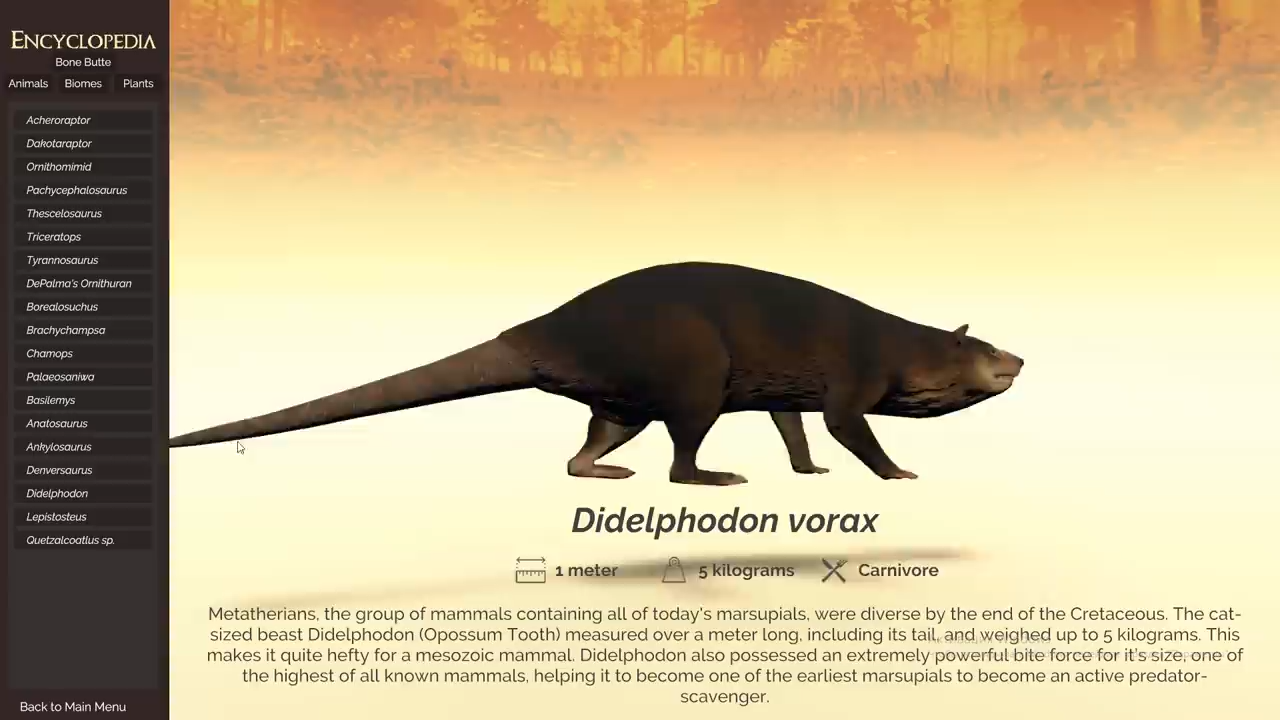 ENCYCLOPEDIA
Bone Butte
Animals Biomes Plants
Acheroraptor
Dakotaraptor
Ornithomimid
Pachycephalosaurus
Thescelosaurus
Triceratops
Tyrannosaurus
DePalma's Ornithuran
Borealosuchus
Brachychampsa
Chamops
Palaeosaniwa
Basilemys
Anatosaurus
Ankylosaurus
Denversaurus
Didelphodon
Lepistosteus
Quetzalcoatlus sp.
Back to Main Menu
Didelphodon vorax
1 meter 5 kilograms Carnivore
Metatherians, the group of mammals containing all of today's marsupials, were diverse by the end of the Cretaceous. The cat-
sized beast Didelphodon (Opossum Tooth) measured over a meter long, including its tail, and weighed up to 5 kilograms. This
makes it quite hefty for a mesozoic mammal. Didelphodon also possessed an extremely powerful bite force for it's size, one of
the highest of all known mammals, helping it to become one of the earliest marsupials to become an active predator-
scavenger.